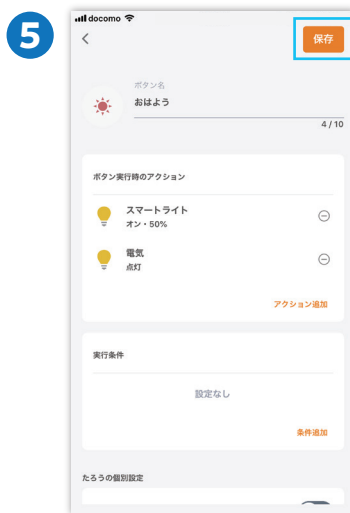 5
docomo
保存
ボタン名
おはよう
4 / 10
ボタン実行時のアクション
スマートライト
オン・50%
電気
点灯
アクション追加
実行条件
設定なし
条件追加
たろうの個別設定